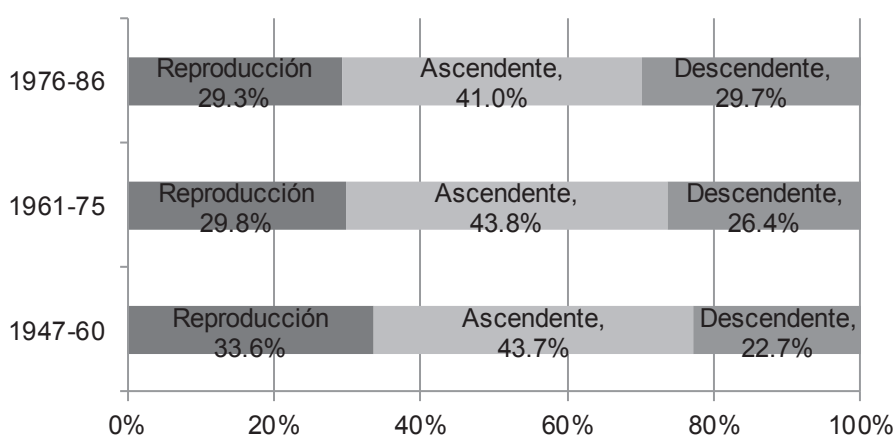 1976-86
Reproducción
29.3%
Ascendente,
41.0%
Descendente,
29.7%
1961-75
Reproducción
29.8%
Ascendente,
43.8%
Descendente,
26.4%
1947-60
Reproducción
33.6%
Ascendente,
43.7%
Descendente,
22.7%
0% 20% 40% 60% 80% 100%